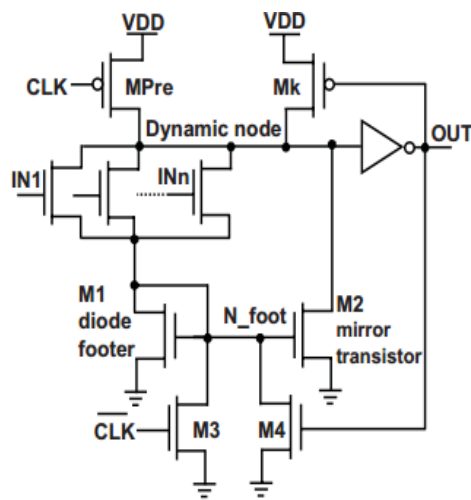 VDD
VDD
CLK
MPre
Mk
Dynamic node
OUT
IN1
INn
M1
diode
footer
N_foot
M2
mirror
transistor
CLK
M3
M4